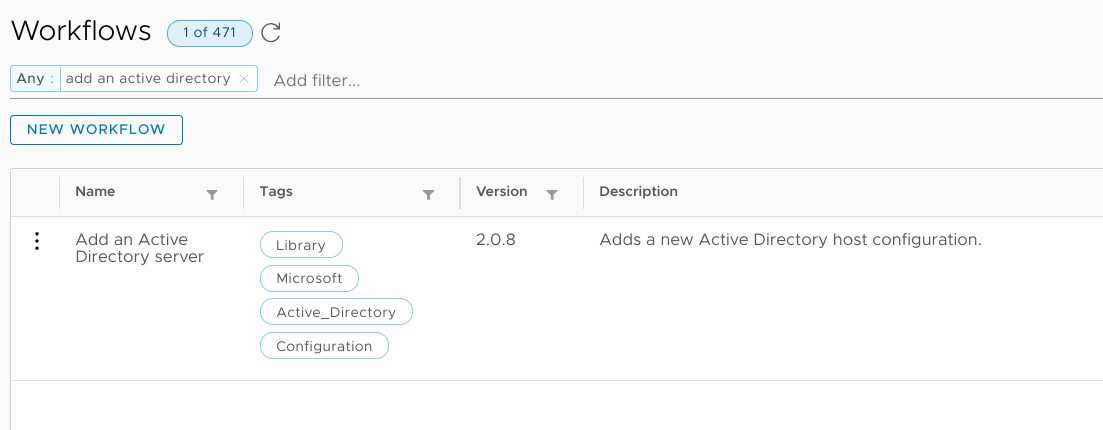 Workflows 1 of 471
Any : add an active directory Add filter...
NEW WORKFLOW
Name Tags Version Description
Add an Active Directory server
Library
Microsoft
Active_Directory
Configuration
2.0.8
Adds a new Active Directory host configuration.